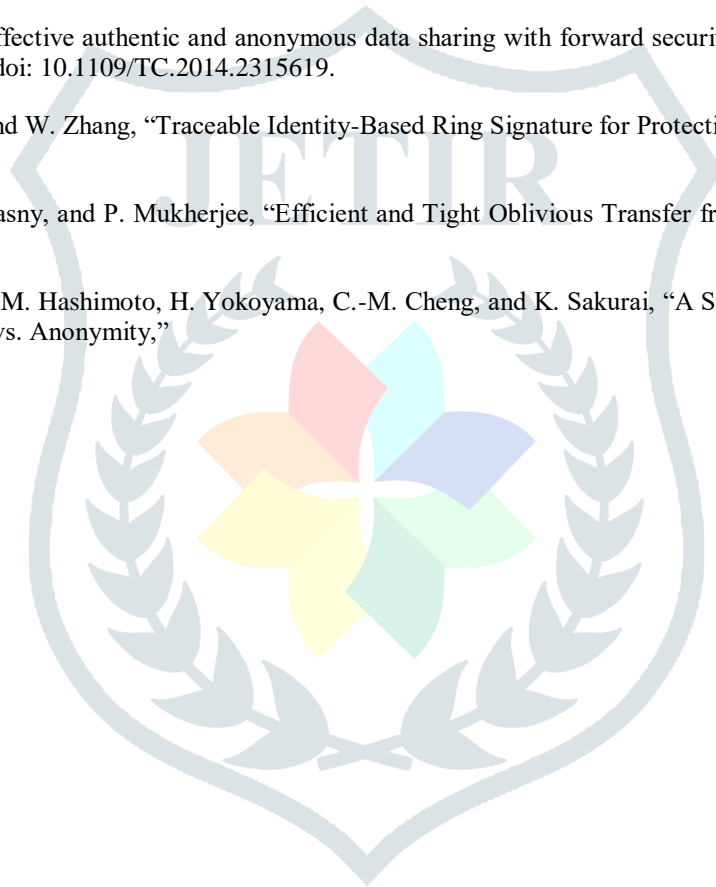 ffective authentic and anonymous data sharing with forward securit
doi: 10.1109/TC.2014.2315619.
nd W. Zhang, “Traceable Identity-Based Ring Signature for Protecti
JETIR
asny, and P. Mukherjee, “Efficient and Tight Oblivious Transfer fr
M. Hashimoto, H. Yokoyama, C.-M. Cheng, and K. Sakurai, “A S
vs. Anonymity,”